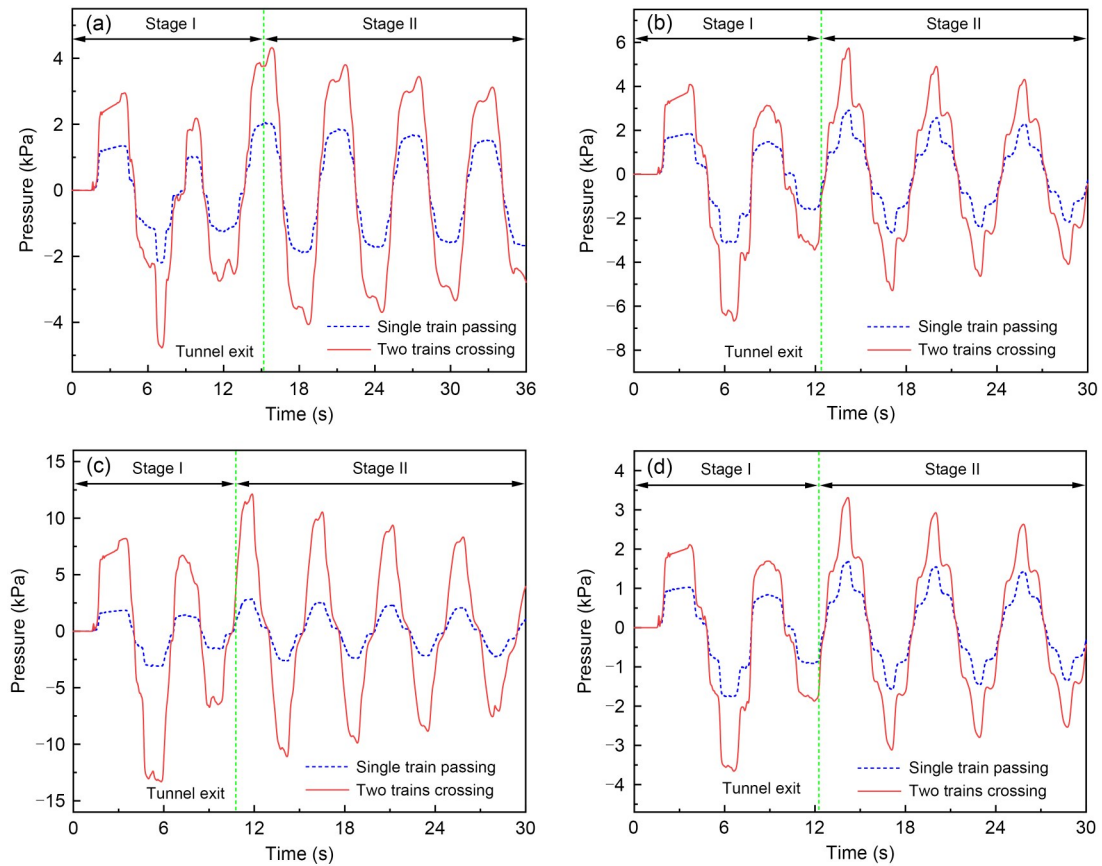 (a)
Stage I
Stage II
Pressure (kPa)
4
2
0
−2
−4
Single train passing
Two trains crossing
Tunnel exit
0 6 12 18 24 30 36
Time (s)
(b)
Stage I
Stage II
Pressure (kPa)
6
4
2
0
−2
−4
−6
−8
Single train passing
Two trains crossing
Tunnel exit
0 6 12 18 24 30
Time (s)
(c)
Stage I
Stage II
Pressure (kPa)
15
10
5
0
−5
−10
−15
Single train passing
Two trains crossing
Tunnel exit
0 6 12 18 24 30
Time (s)
(d)
Stage I
Stage II
Pressure (kPa)
4
3
2
1
0
−1
−2
−3
−4
Single train passing
Two trains crossing
Tunnel exit
0 6 12 18 24 30
Time (s)